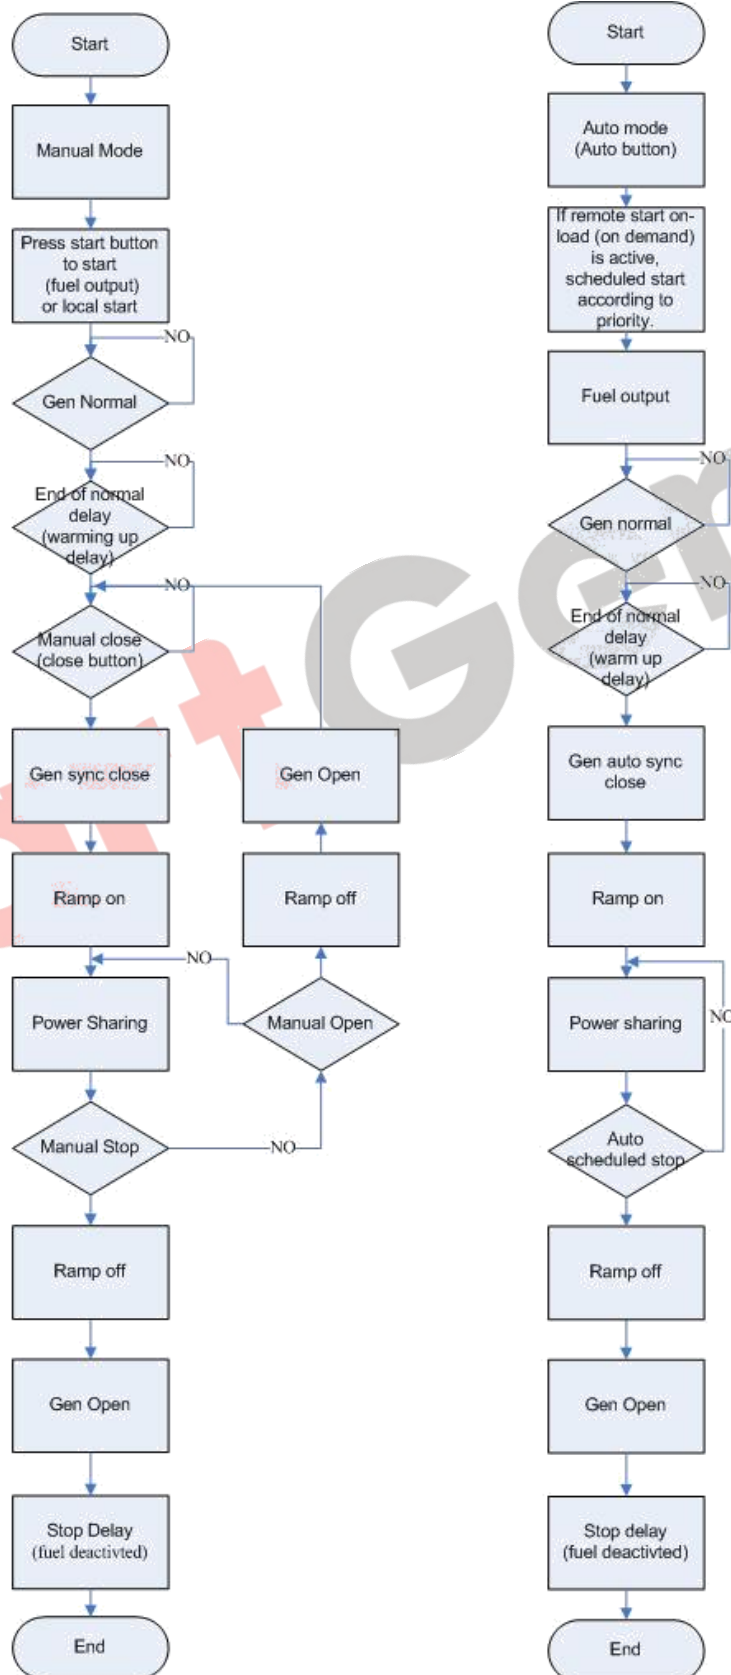 Start
Manual Mode
Press start button
to start
(fuel output)
or local start
NO
Gen Normal
NO
End of normal
delay
(warming up
delay)
NO
Manual close
(close button)
Gen sync close
Gen Open
Ramp on
Ramp off
NO
Power Sharing
Manual Open
Manual Stop
NO
Ramp off
Gen Open
Stop Delay
(fuel deactivted)
End
Start
Auto mode
(Auto button)
If remote start on-
load (on demand)
is active,
scheduled start
according to
priority.
Fuel output
NO
Gen normal
NO
End of normal
delay
(warm up
delay)
Gen auto sync
close
Ramp on
Power sharing
NO
Auto
scheduled stop
Ramp off
Gen Open
Stop delay
(fuel deactivted)
End